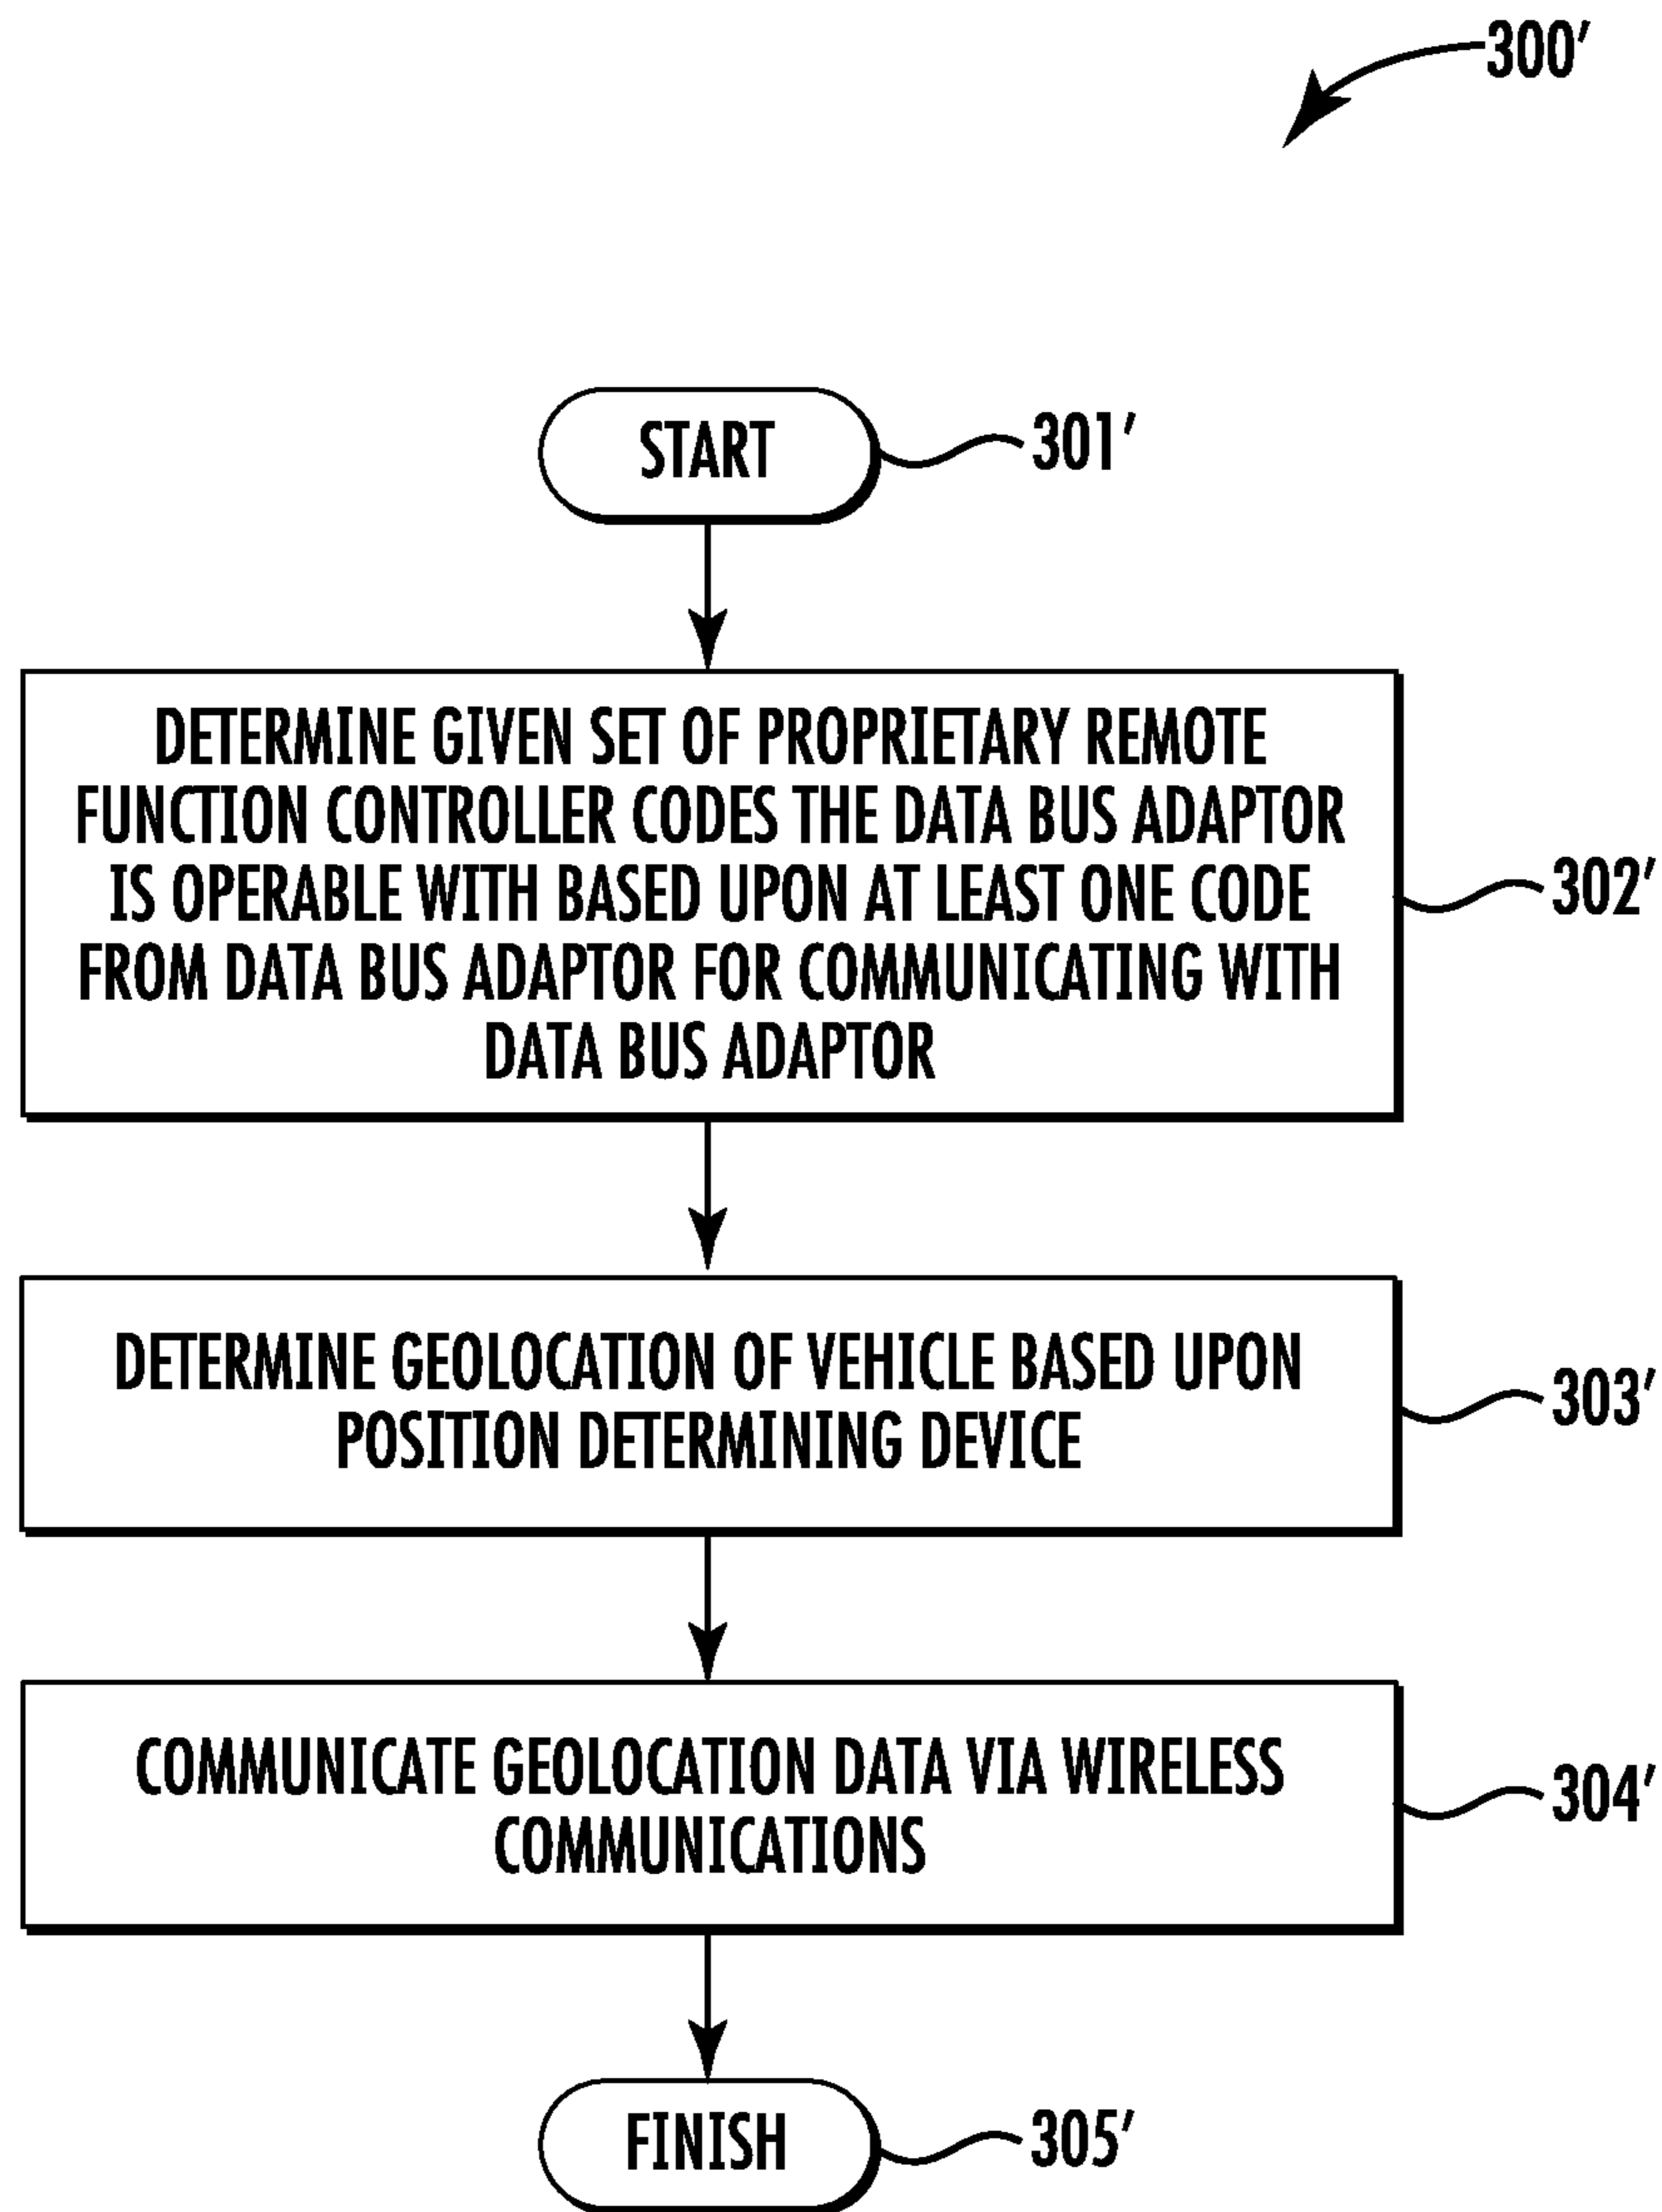 300′
START
301′
DETERMINE GIVEN SET OF PROPRIETARY REMOTE
FUNCTION CONTROLLER CODES THE DATA BUS ADAPTOR
IS OPERABLE WITH BASED UPON AT LEAST ONE CODE
FROM DATA BUS ADAPTOR FOR COMMUNICATING WITH
DATA BUS ADAPTOR
302′
DETERMINE GEOLOCATION OF VEHICLE BASED UPON
POSITION DETERMINING DEVICE
303′
COMMUNICATE GEOLOCATION DATA VIA WIRELESS
COMMUNICATIONS
304′
FINISH
305′